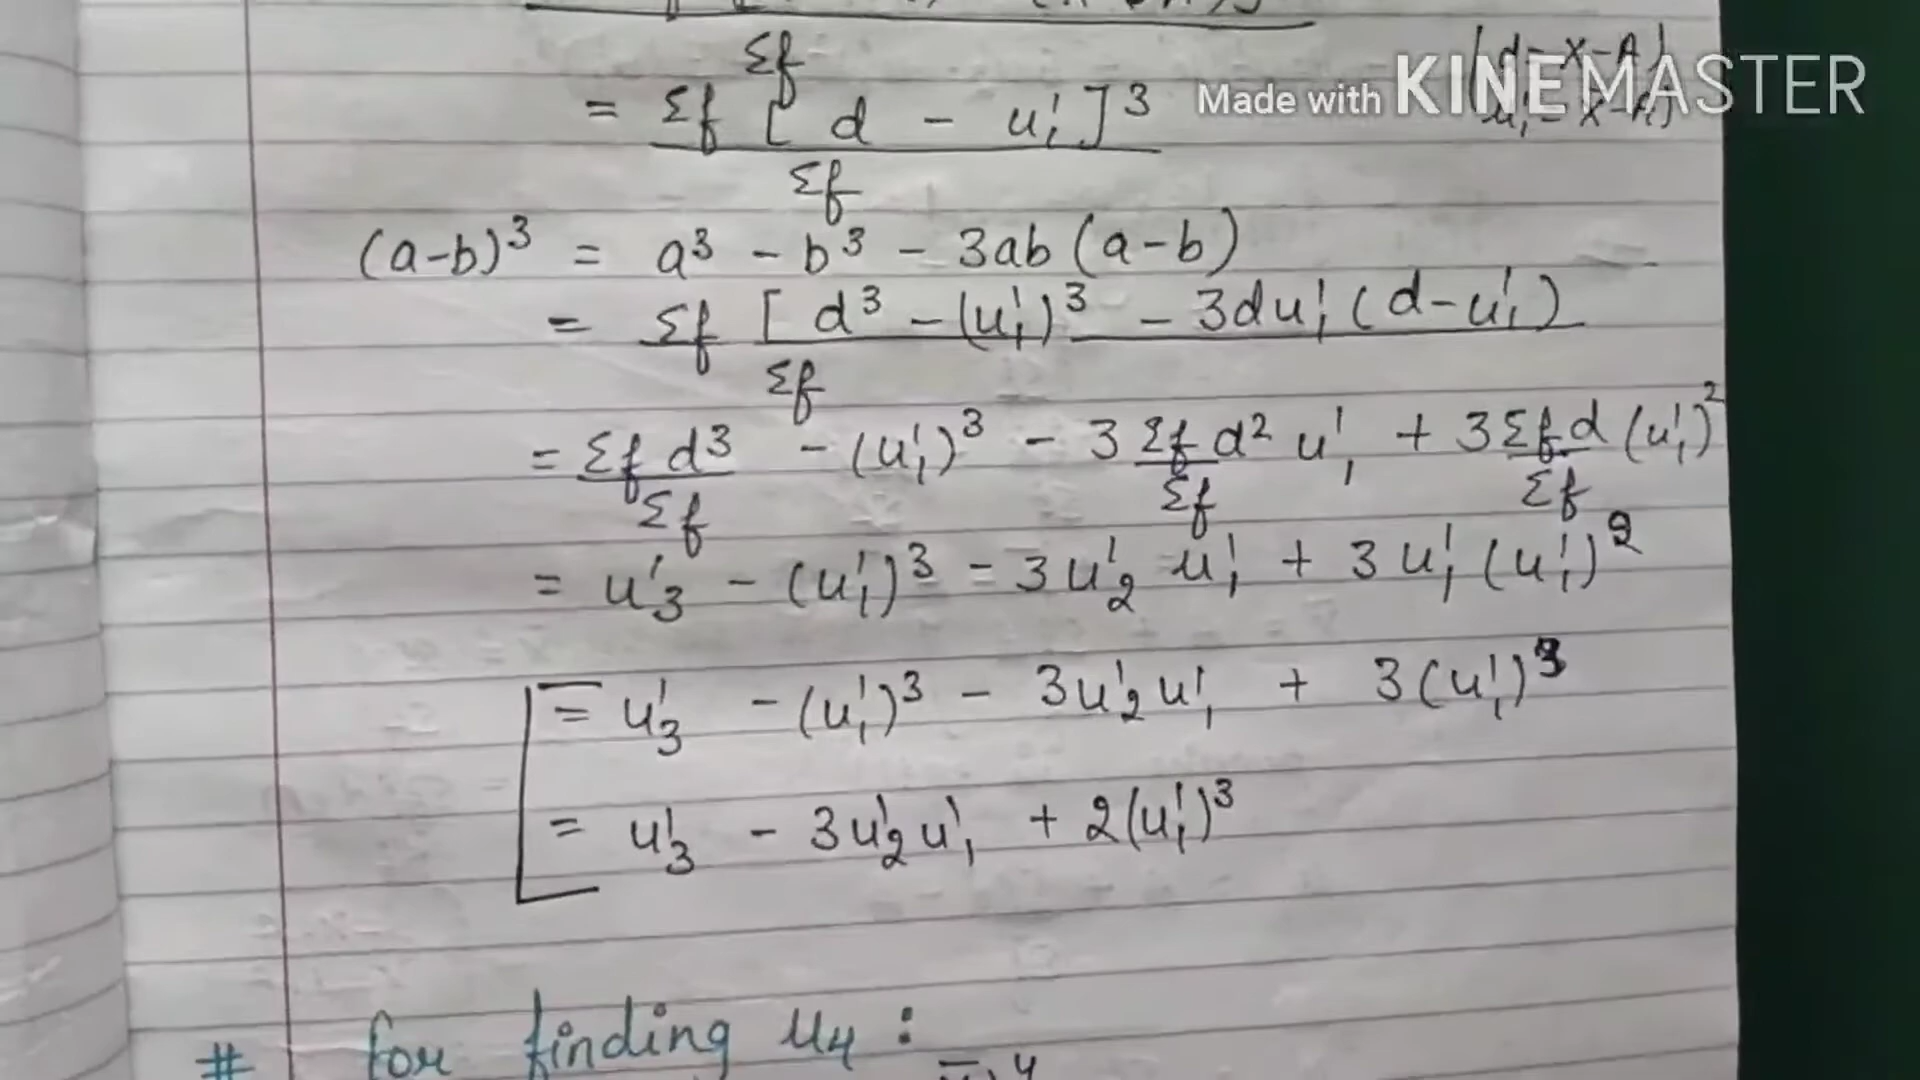 Σf
(d = x - A)
= Σf [d - u'₁]³
Made with KINEMASTER
u'₁ = x̄ - A)
Σf
(a-b)³ = a³ - b³ - 3ab (a-b)
= Σf [d³ - (u'₁)³ - 3du'₁ (d-u'₁)
Σf
= Σf d³ - (u'₁)³ - 3 Σf d² u'₁ + 3 Σf d (u'₁)²
Σf Σf Σf
= u'₃ - (u'₁)³ - 3u'₂ u'₁ + 3u'₁ (u'₁)²
= u'₃ - (u'₁)³ - 3u'₂u'₁ + 3(u'₁)³
= u'₃ - 3u'₂u'₁ + 2(u'₁)³
# for finding u₄ :